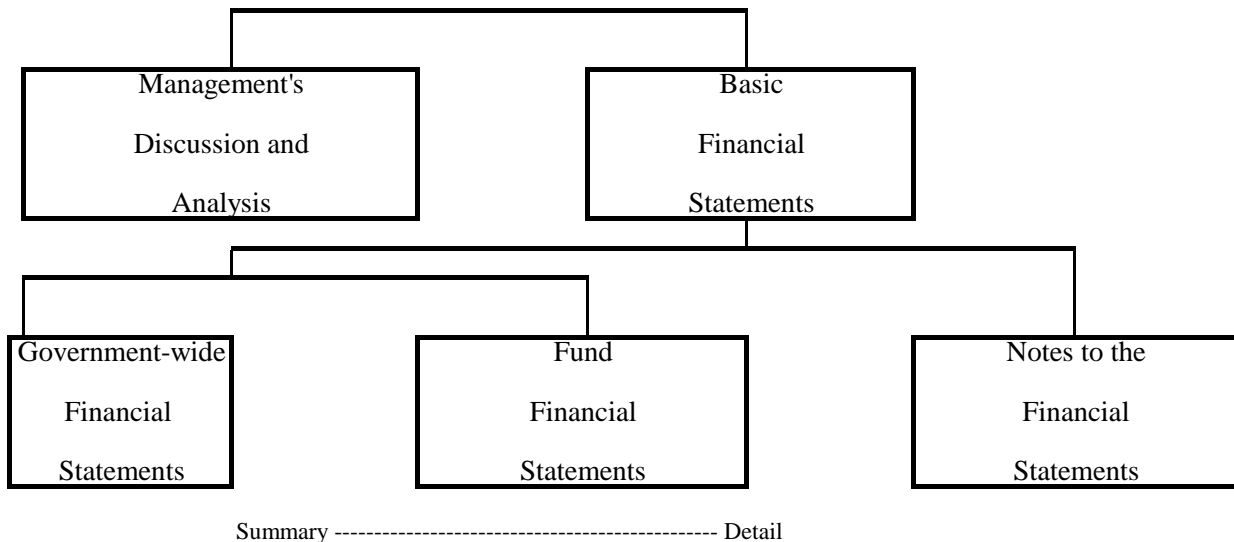 Management's
Discussion and
Analysis
Basic
Financial
Statements
Government-wide
Financial
Statements
Fund
Financial
Statements
Notes to the
Financial
Statements
Summary ------------------------------------------------ Detail